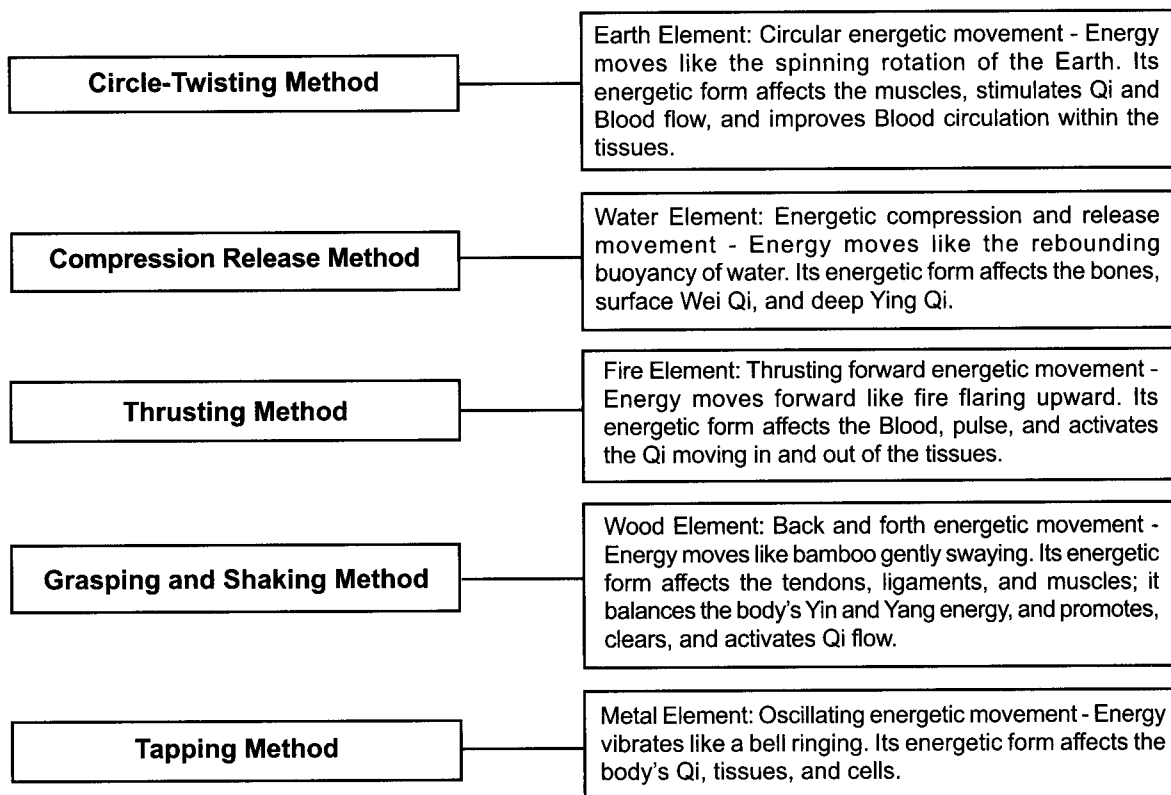 Circle-Twisting Method
Earth Element: Circular energetic movement - Energy
moves like the spinning rotation of the Earth. Its
energetic form affects the muscles, stimulates Qi and
Blood flow, and improves Blood circulation within the
tissues.
Compression Release Method
Water Element: Energetic compression and release
movement - Energy moves like the rebounding
buoyancy of water. Its energetic form affects the bones,
surface Wei Qi, and deep Ying Qi.
Thrusting Method
Fire Element: Thrusting forward energetic movement -
Energy moves forward like fire flaring upward. Its
energetic form affects the Blood, pulse, and activates
the Qi moving in and out of the tissues.
Grasping and Shaking Method
Wood Element: Back and forth energetic movement -
Energy moves like bamboo gently swaying. Its energetic
form affects the tendons, ligaments, and muscles; it
balances the body's Yin and Yang energy, and promotes,
clears, and activates Qi flow.
Tapping Method
Metal Element: Oscillating energetic movement - Energy
vibrates like a bell ringing. Its energetic form affects the
body's Qi, tissues, and cells.